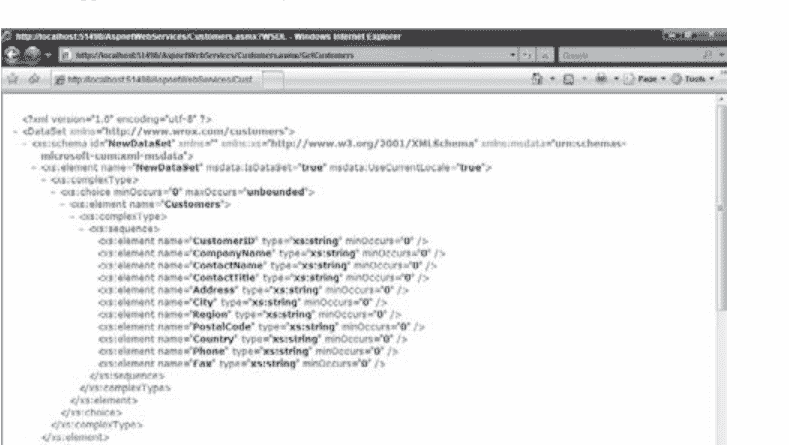 http://localhost:51498/AspnetWebServices/Customers.asmx?WSDL - Windows Internet Explorer
http://localhost:51498/AspnetWebServices/Customers.asmx/GetCustomers
Google
http://localhost:51498/AspnetWebServices/Cust...
Page
Tools
<?xml version="1.0" encoding="utf-8" ?>
- <DataSet xmlns="http://www.wrox.com/customers">
- <xs:schema id="NewDataSet" xmlns="" xmlns:xs="http://www.w3.org/2001/XMLSchema" xmlns:msdata="urn:schemas-
microsoft-com:xml-msdata">
- <xs:element name="NewDataSet" msdata:IsDataSet="true" msdata:UseCurrentLocale="true">
- <xs:complexType>
- <xs:choice minOccurs="0" maxOccurs="unbounded">
- <xs:element name="Customers">
- <xs:complexType>
- <xs:sequence>
<xs:element name="CustomerID" type="xs:string" minOccurs="0" />
<xs:element name="CompanyName" type="xs:string" minOccurs="0" />
<xs:element name="ContactName" type="xs:string" minOccurs="0" />
<xs:element name="ContactTitle" type="xs:string" minOccurs="0" />
<xs:element name="Address" type="xs:string" minOccurs="0" />
<xs:element name="City" type="xs:string" minOccurs="0" />
<xs:element name="Region" type="xs:string" minOccurs="0" />
<xs:element name="PostalCode" type="xs:string" minOccurs="0" />
<xs:element name="Country" type="xs:string" minOccurs="0" />
<xs:element name="Phone" type="xs:string" minOccurs="0" />
<xs:element name="Fax" type="xs:string" minOccurs="0" />
</xs:sequence>
</xs:complexType>
</xs:element>
</xs:choice>
</xs:complexType>
</xs:element>